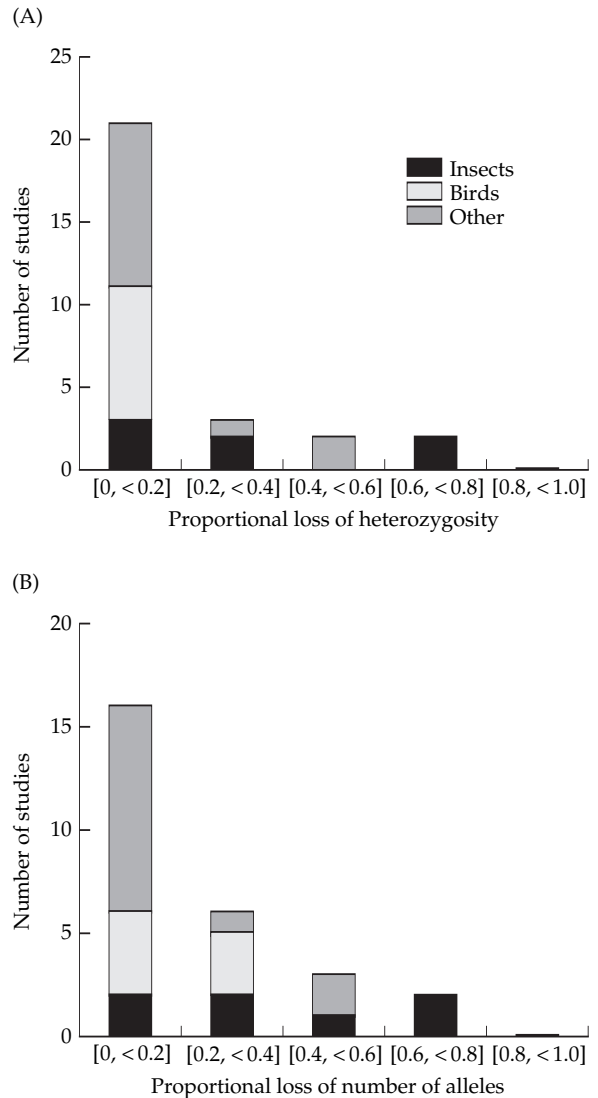 (A)
25
20
15
10
5
0
Number of studies
Insects
Birds
Other
[0, < 0.2] [0.2, < 0.4] [0.4, < 0.6] [0.6, < 0.8] [0.8, < 1.0]
Proportional loss of heterozygosity
(B)
20
15
10
5
0
Number of studies
[0, < 0.2] [0.2, < 0.4] [0.4, < 0.6] [0.6, < 0.8] [0.8, < 1.0]
Proportional loss of number of alleles